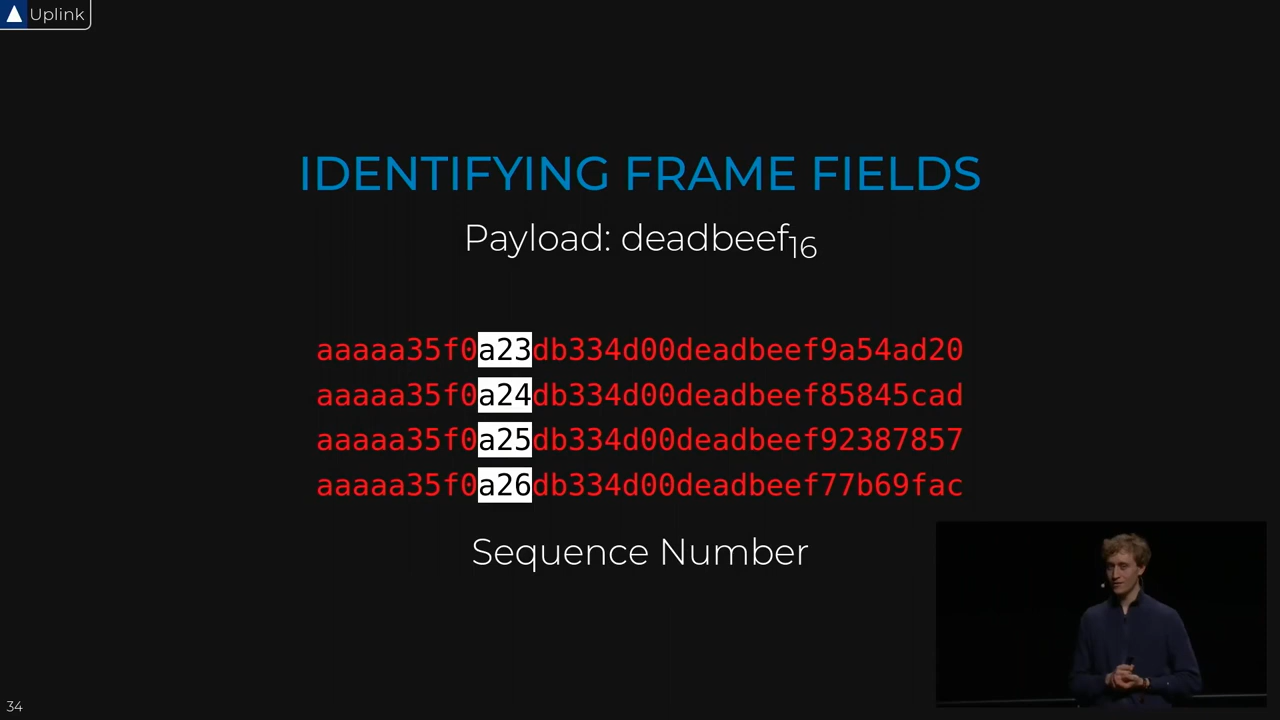 Uplink
IDENTIFYING FRAME FIELDS
Payload: deadbeef₁₆
aaaaa35f0a23db334d00deadbeef9a54ad20
aaaaa35f0a24db334d00deadbeef85845cad
aaaaa35f0a25db334d00deadbeef92387857
aaaaa35f0a26db334d00deadbeef77b69fac
Sequence Number
34